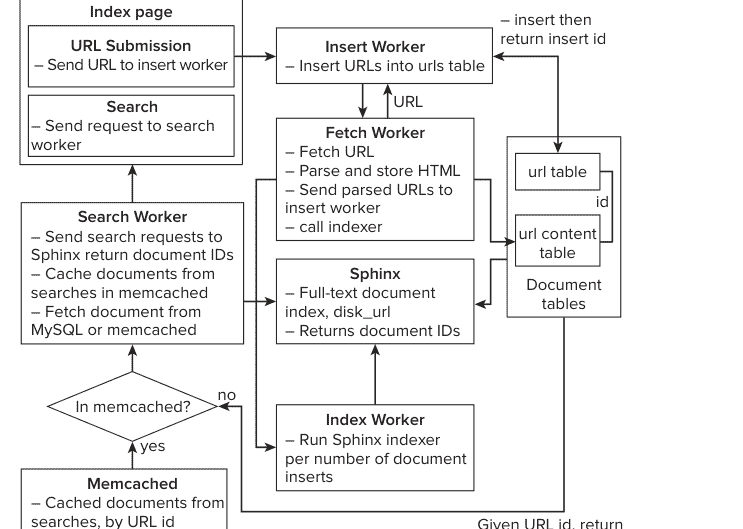 Index page
URL Submission
– Send URL to insert worker
Search
– Send request to search
worker
Insert Worker
– Insert URLs into urls table
– insert then
return insert id
URL
Fetch Worker
– Fetch URL
– Parse and store HTML
– Send parsed URLs to
insert worker
– call indexer
url table
id
url content
table
Document
tables
Search Worker
– Send search requests to
Sphinx return document IDs
– Cache documents from
searches in memcached
– Fetch document from
MySQL or memcached
Sphinx
– Full-text document
index, disk_url
– Returns document IDs
In memcached?
no
yes
Index Worker
– Run Sphinx indexer
per number of document
inserts
Memcached
– Cached documents from
searches, by URL id
Given URL id, return